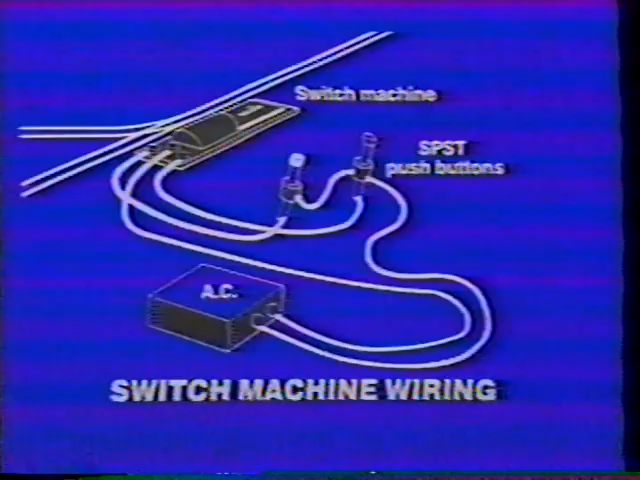 Switch machine
SPST
push buttons
A.C.
SWITCH MACHINE WIRING